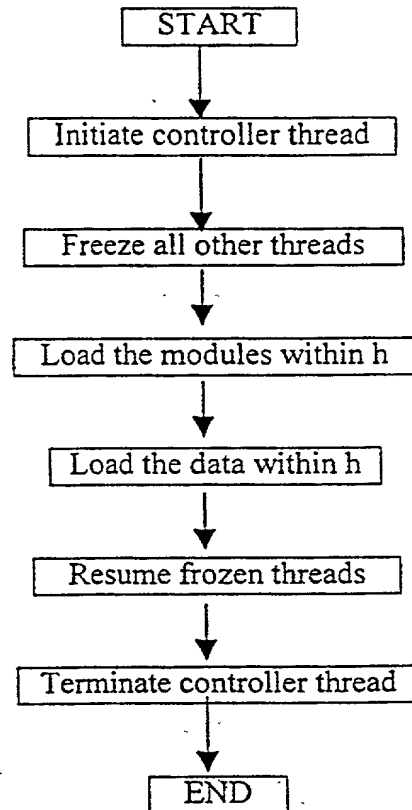 START
Initiate controller thread
Freeze all other threads
Load the modules within h
Load the data within h
Resume frozen threads
Terminate controller thread
END